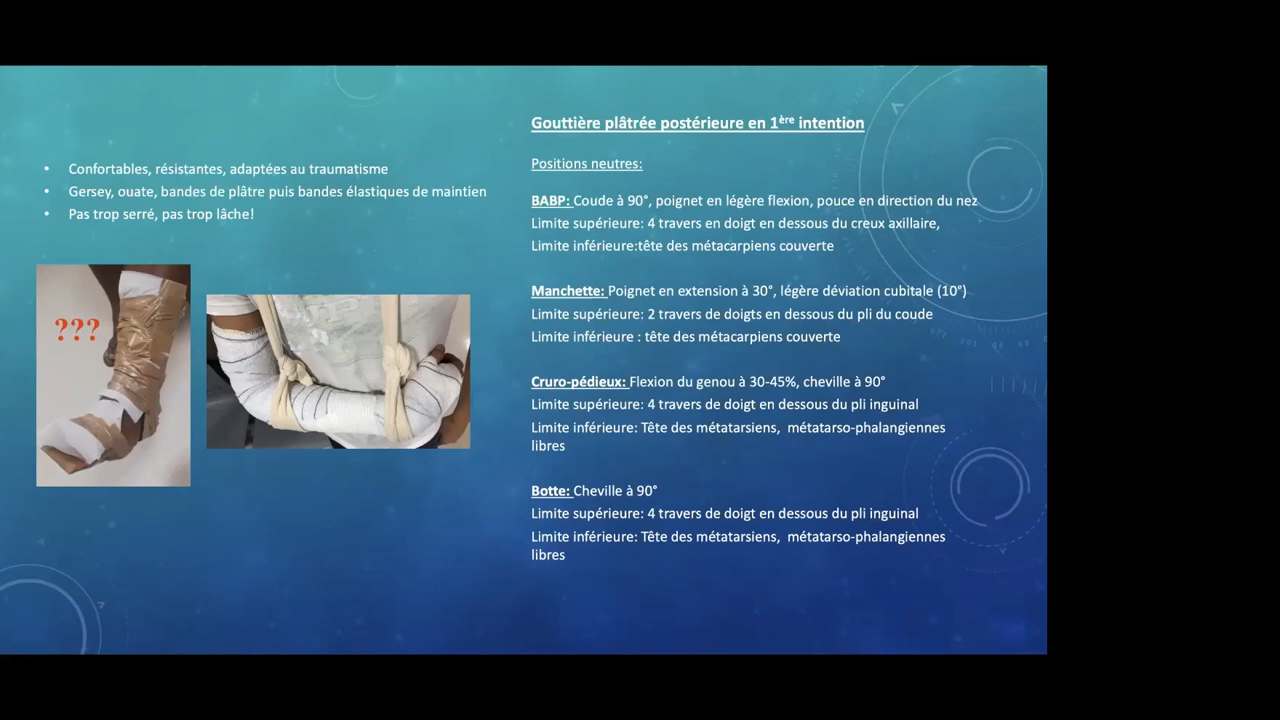 Confortables, résistantes, adaptées au traumatisme
Gersey, ouate, bandes de plâtre puis bandes élastiques de maintien
Pas trop serré, pas trop lâche!
???
Gouttière plâtrée postérieure en 1ère intention
Positions neutres:
BABP: Coude à 90°, poignet en légère flexion, pouce en direction du nez
Limite supérieure: 4 travers en doigt en dessous du creux axillaire,
Limite inférieure:tête des métacarpiens couverte
Manchette: Poignet en extension à 30°, légère déviation cubitale (10°)
Limite supérieure: 2 travers de doigts en dessous du pli du coude
Limite inférieure : tête des métacarpiens couverte
Cruro-pédieux: Flexion du genou à 30-45%, cheville à 90°
Limite supérieure: 4 travers de doigt en dessous du pli inguinal
Limite inférieure: Tête des métatarsiens, métatarso-phalangiennes
libres
Botte: Cheville à 90°
Limite supérieure: 4 travers de doigt en dessous du pli inguinal
Limite inférieure: Tête des métatarsiens, métatarso-phalangiennes
libres